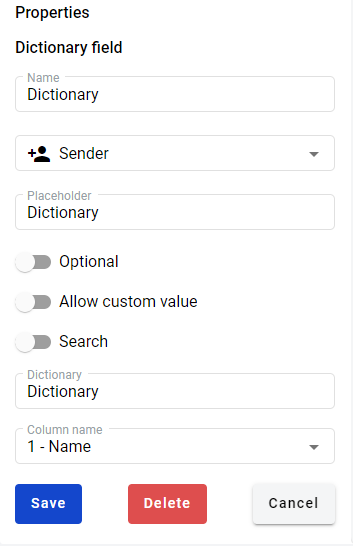 Properties
Dictionary field
Name
Dictionary
Sender
Placeholder
Dictionary
Optional
Allow custom value
Search
Dictionary
Dictionary
Column name
1 - Name
Save Delete Cancel